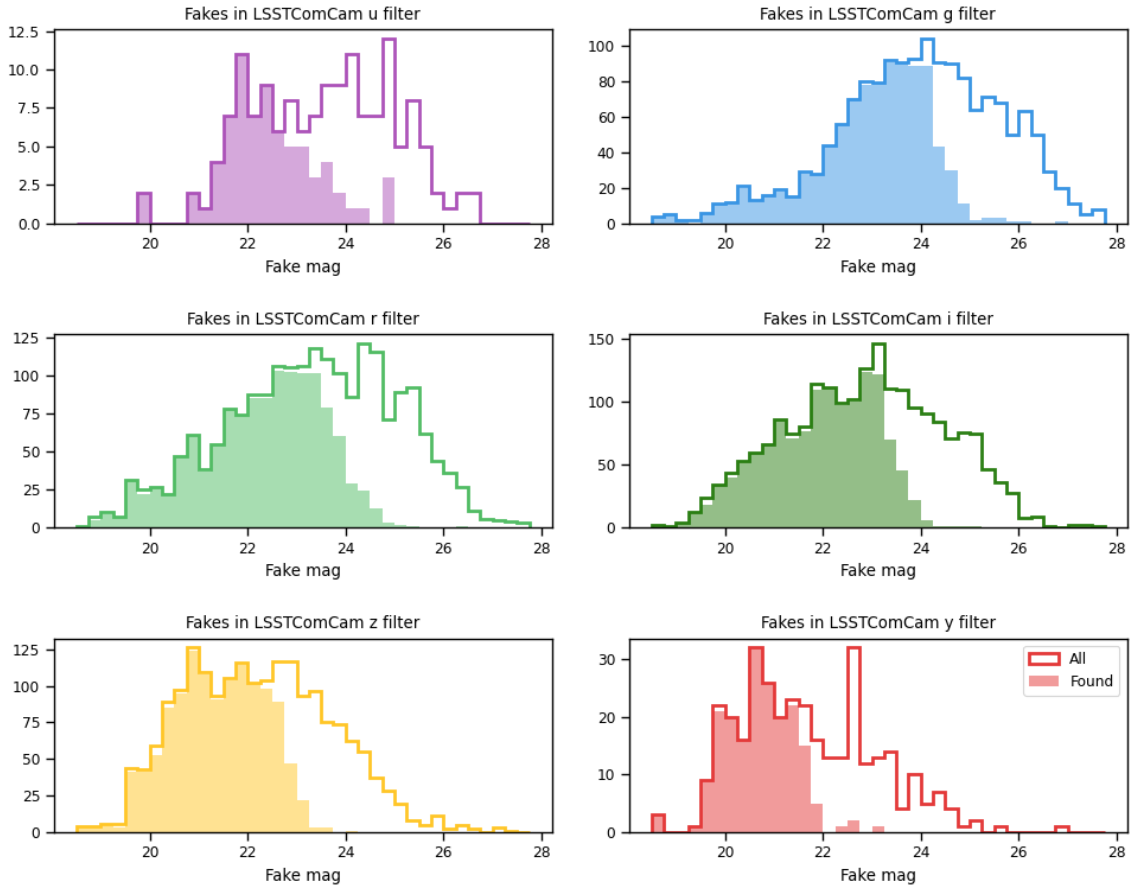 Fakes in LSSTComCam u filter
12.5
10.0
7.5
5.0
2.5
0.0
20 22 24 26 28
Fake mag
Fakes in LSSTComCam g filter
100
80
60
40
20
0
20 22 24 26 28
Fake mag
Fakes in LSSTComCam r filter
125
100
75
50
25
0
20 22 24 26 28
Fake mag
Fakes in LSSTComCam i filter
150
100
50
0
20 22 24 26 28
Fake mag
Fakes in LSSTComCam z filter
125
100
75
50
25
0
20 22 24 26 28
Fake mag
Fakes in LSSTComCam y filter
30
20
10
0
20 22 24 26 28
Fake mag
All
Found